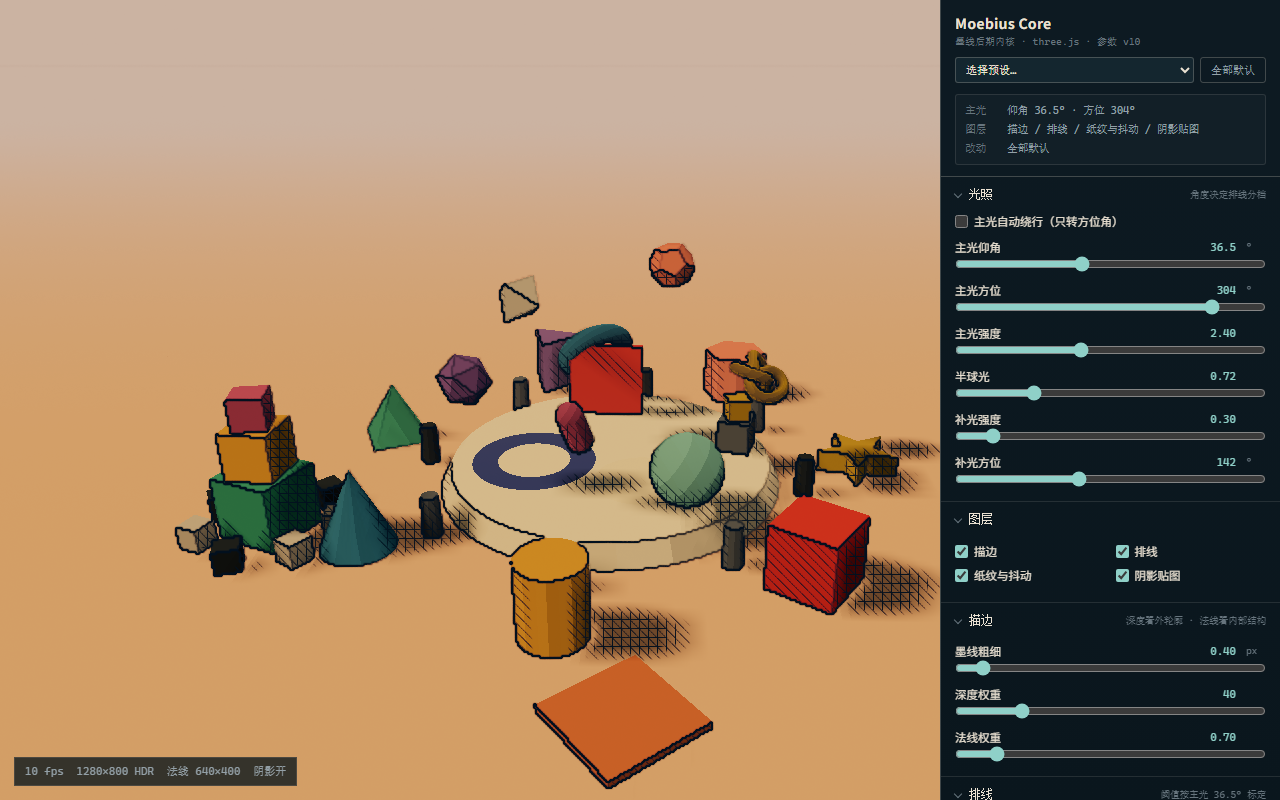 Moebius Core
墨线后期内核 · three.js · 参数 v10
选择预设… 全部默认
主光 仰角 36.5° · 方位 304°
图层 描边 / 排线 / 纸纹与抖动 / 阴影贴图
改动 全部默认
光照 角度决定排线分档
主光自动绕行（只转方位角）
主光仰角 36.5 °
主光方位 304 °
主光强度 2.40
半球光 0.72
补光强度 0.30
补光方位 142 °
图层
描边 排线
纸纹与抖动 阴影贴图
描边 深度看外轮廓 · 法线看内部结构
墨线粗细 0.40 px
深度权重 40
法线权重 0.70
排线 阈值按主光 36.5° 标定
10 fps 1280×800 HDR 法线 640×400 阴影开